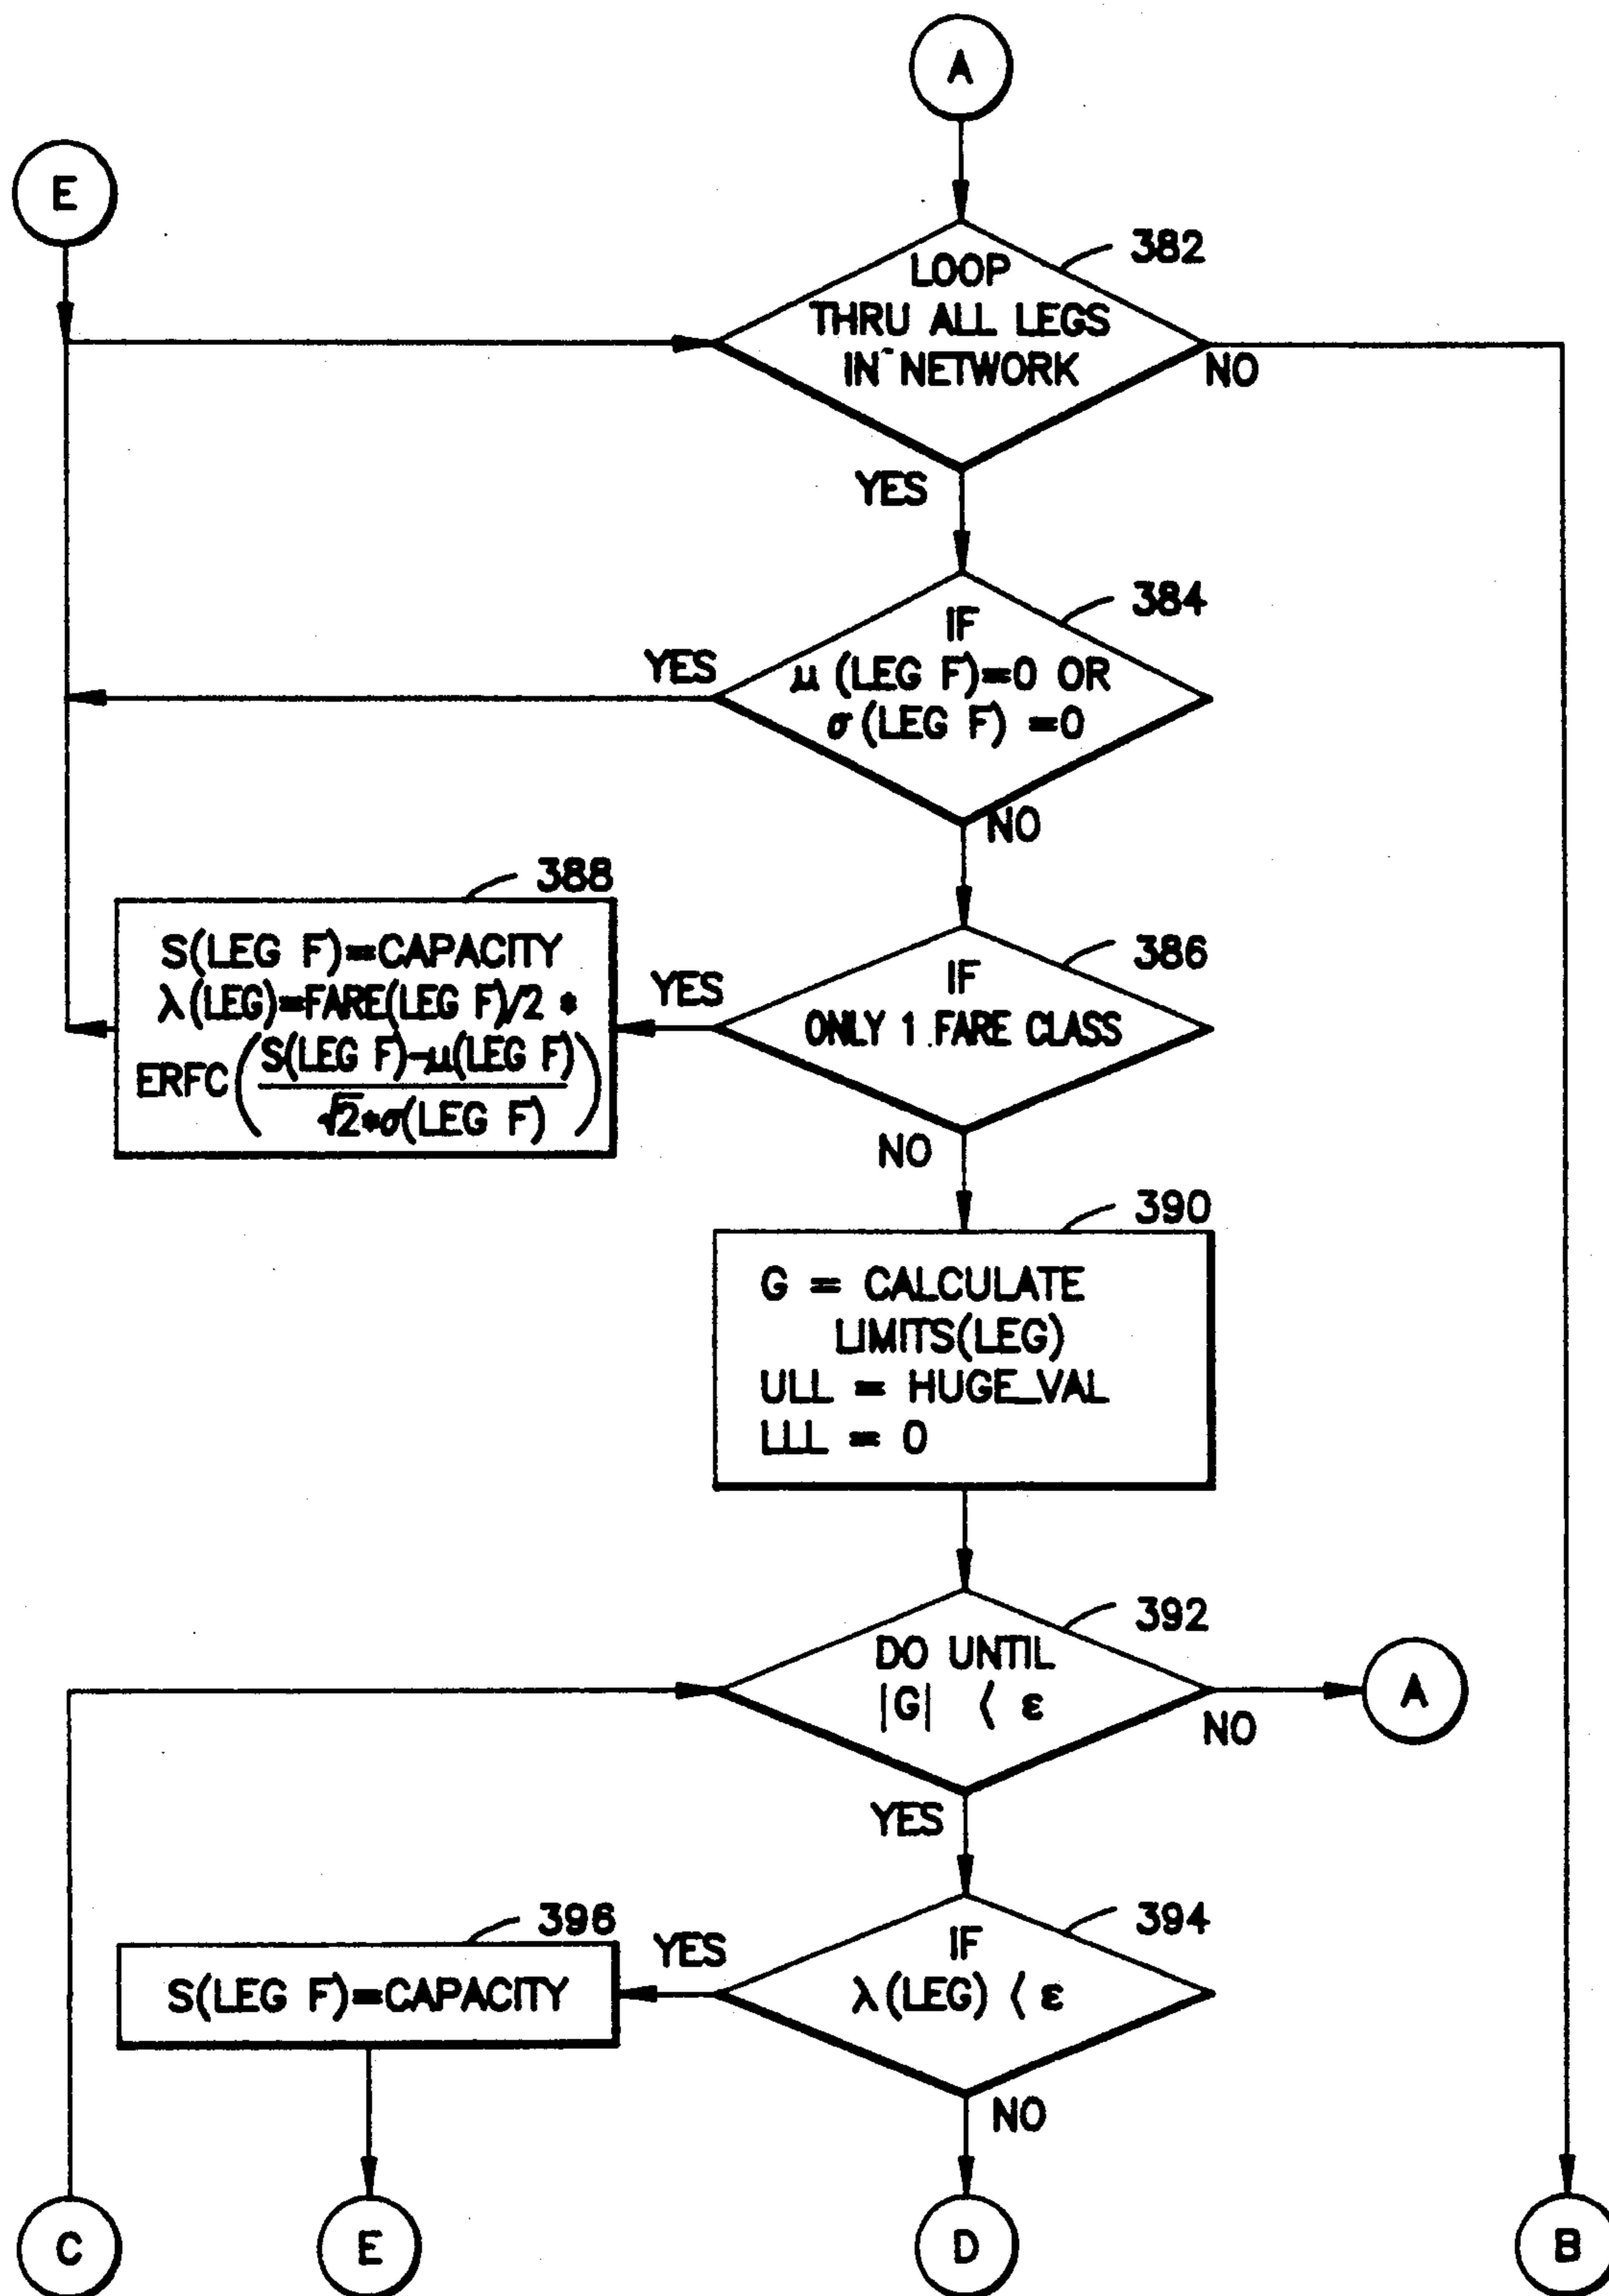 A
E
382
LOOP
THRU ALL LEGS
IN NETWORK
NO
YES
384
IF
μ (LEG F)=0 OR
σ (LEG F) =0
YES
NO
388
S(LEG F)=CAPACITY
λ(LEG)=FARE(LEG F)/2 *
ERFC(S(LEG F)-μ(LEG F)
√2*σ(LEG F))
386
IF
ONLY 1 FARE CLASS
YES
NO
390
G = CALCULATE
LIMITS(LEG)
ULL = HUGE_VAL
LLL = 0
392
DO UNTIL
|G| < ε
NO
A
YES
396
S(LEG F)=CAPACITY
394
IF
λ(LEG) < ε
YES
NO
C
E
D
B